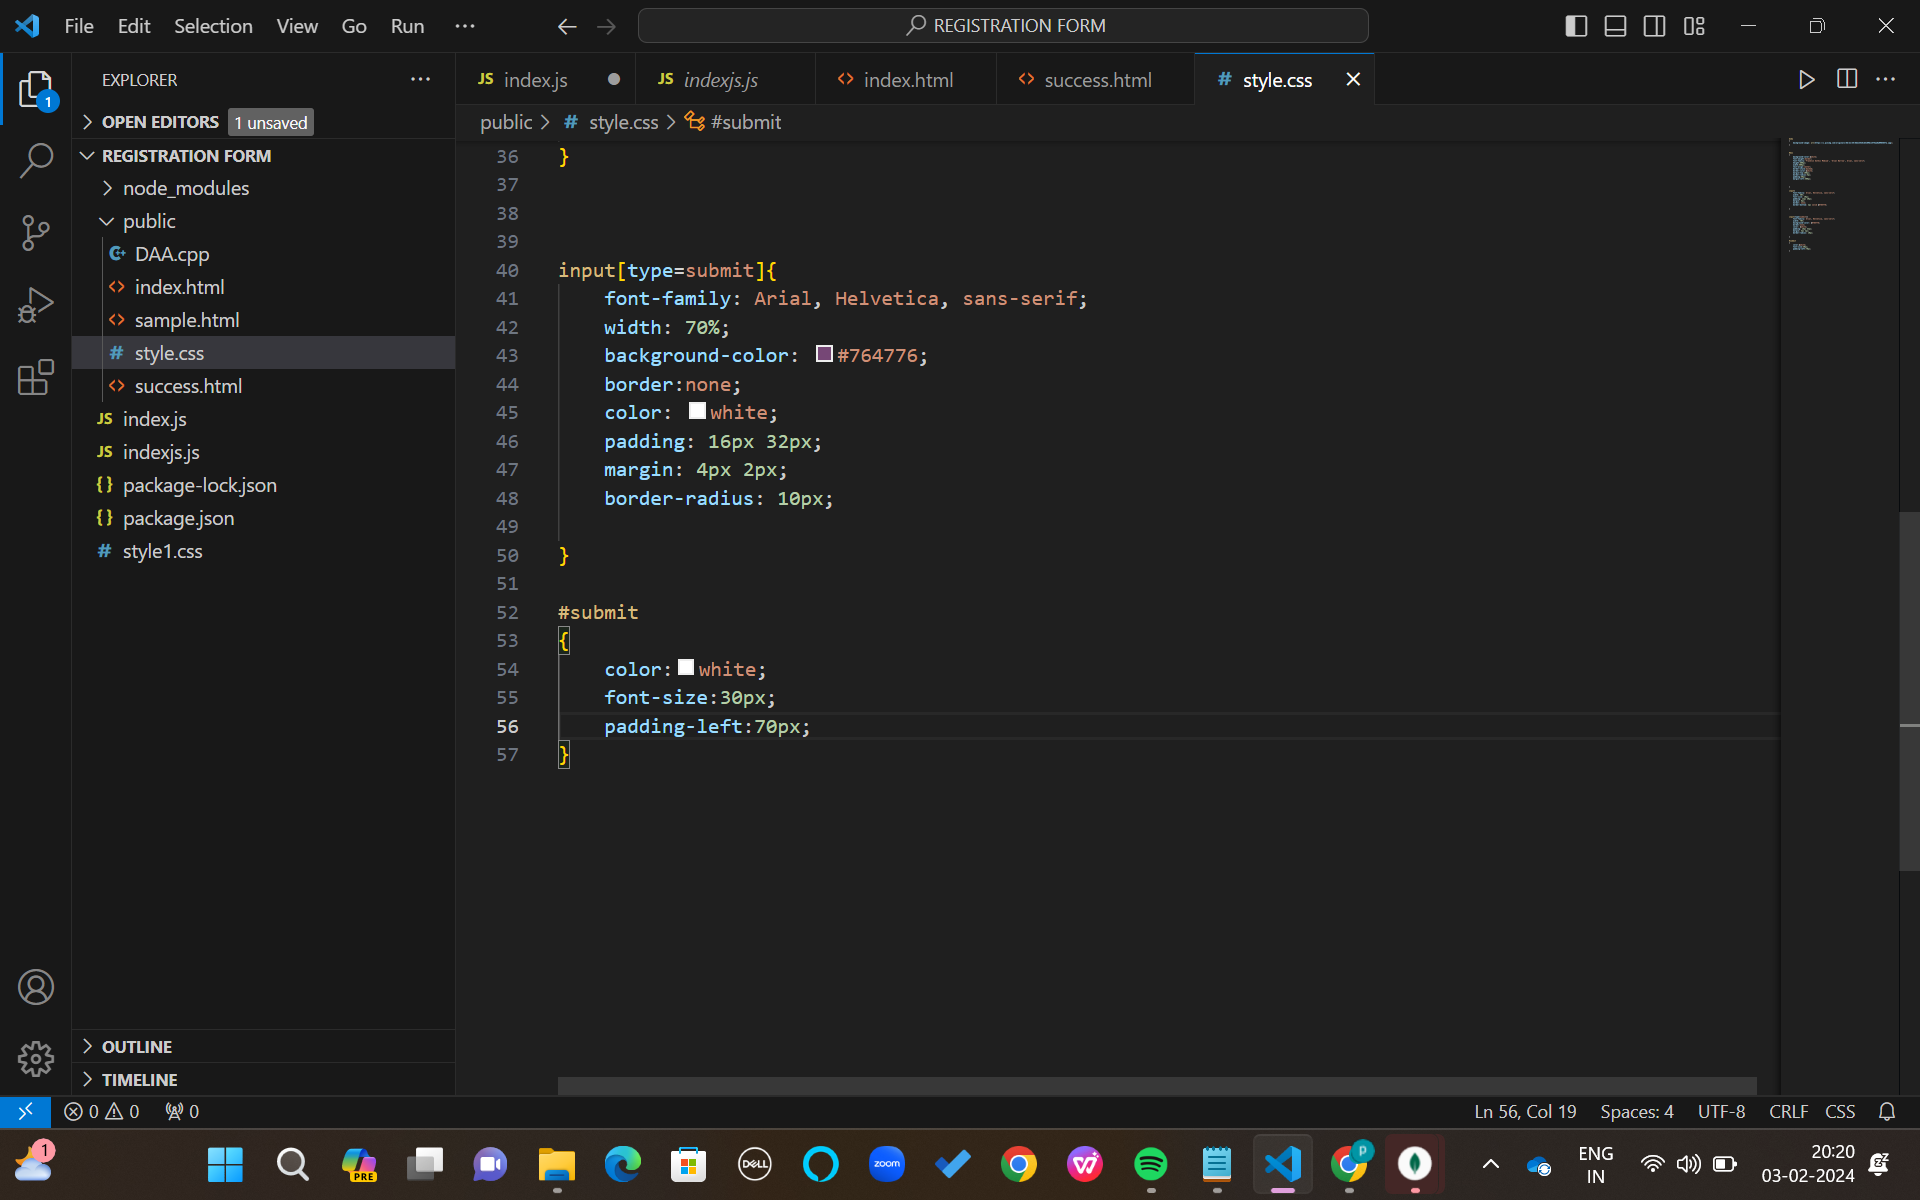 File Edit Selection View Go Run ···
REGISTRATION FORM
EXPLORER ···
1
OPEN EDITORS 1 unsaved
REGISTRATION FORM
node_modules
public
DAA.cpp
index.html
sample.html
# style.css
success.html
JS index.js
JS indexjs.js
{} package-lock.json
{} package.json
# style1.css
OUTLINE
TIMELINE
JS index.js
JS indexjs.js
<> index.html
<> success.html
# style.css
public > # style.css > #submit
36 }
37
38
39
40 input[type=submit]{
41 font-family: Arial, Helvetica, sans-serif;
42 width: 70%;
43 background-color: #764776;
44 border:none;
45 color: white;
46 padding: 16px 32px;
47 margin: 4px 2px;
48 border-radius: 10px;
49
50 }
51
52 #submit
53 {
54 color: white;
55 font-size:30px;
56 padding-left:70px;
57 }
0 0 0
Ln 56, Col 19 Spaces: 4 UTF-8 CRLF CSS
1
PRE
DELL
zoom
P
ENG
IN
20:20
03-02-2024